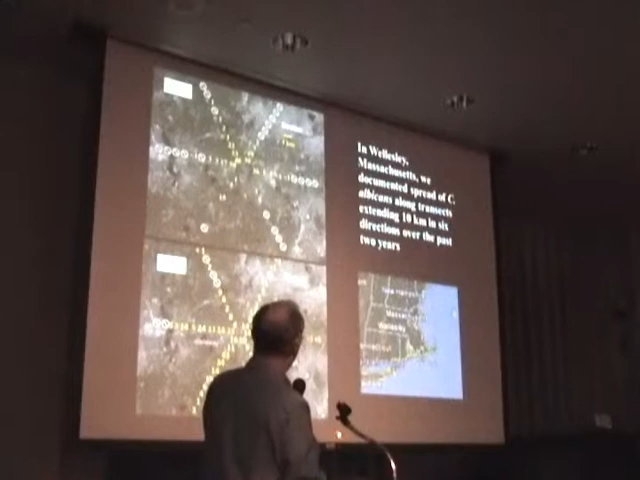 In Wellesley,
Massachusetts, we
documented spread of C.
albicans along transects
extending 10 km in six
directions over the past
two years
Wellesley